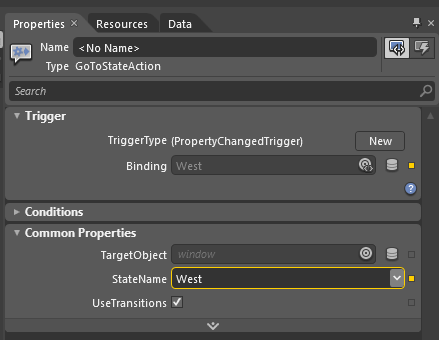 Properties × Resources Data
Name <No Name>
Type GoToStateAction
Search
Trigger
TriggerType (PropertyChangedTrigger) New
Binding West
?
Conditions
Common Properties
TargetObject window
StateName West
UseTransitions